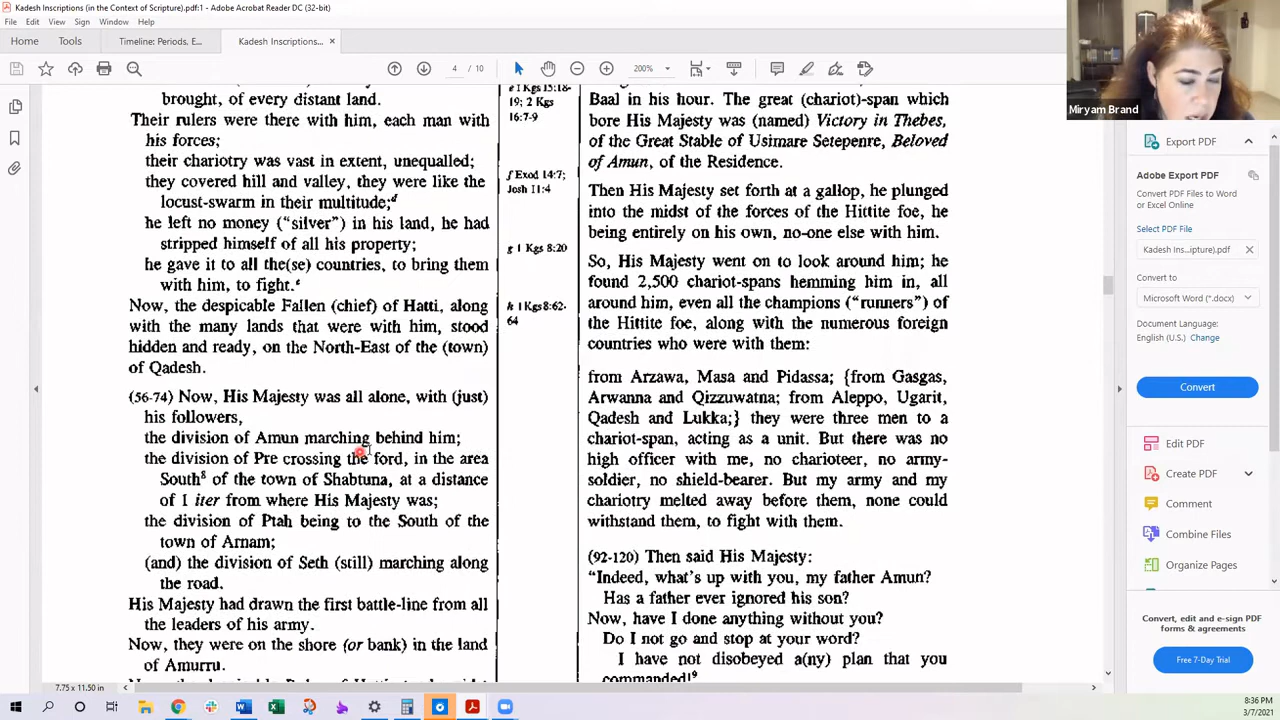 Kadesh Inscriptions (in the Context of Scripture).pdf:1 - Adobe Acrobat Reader DC (32-bit)
File Edit View Sign Window Help
Home Tools Timeline: Periods, E... Kadesh Inscriptions... ×
4 / 10 200%
brought, of every distant land.
Their rulers were there with him, each man with
his forces;
their chariotry was vast in extent, unequalled;
they covered hill and valley, they were like the
locust-swarm in their multitude;d
he left no money ("silver") in his land, he had
stripped himself of all his property;
he gave it to all the(se) countries, to bring them
with him, to fight.e
Now, the despicable Fallen (chief) of Hatti, along
with the many lands that were with him, stood
hidden and ready, on the North-East of the (town)
of Qadesh.
(56-74) Now, His Majesty was all alone, with (just)
his followers,
the division of Amun marching behind him;
the division of Pre crossing the ford, in the area
South8 of the town of Shabtuna, at a distance
of 1 iter from where His Majesty was;
the division of Ptah being to the South of the
town of Arnam;
(and) the division of Seth (still) marching along
the road.
His Majesty had drawn the first battle-line from all
the leaders of his army.
Now, they were on the shore (or bank) in the land
of Amurru.
e 1 Kgs 15:18-
19; 2 Kgs
16:7-9
f Exod 14:7;
Josh 11:4
g 1 Kgs 8:20
h 1 Kgs 8:62-
64
Baal in his hour. The great (chariot)-span which
bore His Majesty was (named) Victory in Thebes,
of the Great Stable of Usimare Setepenre, Beloved
of Amun, of the Residence.
Then His Majesty set forth at a gallop, he plunged
into the midst of the forces of the Hittite foe, he
being entirely on his own, no-one else with him.
So, His Majesty went on to look around him; he
found 2,500 chariot-spans hemming him in, all
around him, even all the champions ("runners") of
the Hittite foe, along with the numerous foreign
countries who were with them:
from Arzawa, Masa and Pidassa; {from Gasgas,
Arwanna and Qizzuwatna; from Aleppo, Ugarit,
Qadesh and Lukka;} they were three men to a
chariot-span, acting as a unit. But there was no
high officer with me, no charioteer, no army-
soldier, no shield-bearer. But my army and my
chariotry melted away before them, none could
withstand them, to fight with them.
(92-120) Then said His Majesty:
"Indeed, what's up with you, my father Amun?
Has a father ever ignored his son?
Now, have I done anything without you?
Do I not go and stop at your word?
I have not disobeyed a(ny) plan that you
commanded!9
7.75 x 11.50 in
Miryam Brand
Export PDF
Adobe Export PDF
Convert PDF Files to Word
or Excel Online
Select PDF File
Kadesh Ins...ipture).pdf ×
Convert to
Microsoft Word (*.docx)
Document Language:
English (U.S.) Change
Convert
Edit PDF
Create PDF
Comment
Combine Files
Organize Pages
Convert, edit and e-sign PDF
forms & agreements
Free 7-Day Trial
8:36 PM
3/7/2021